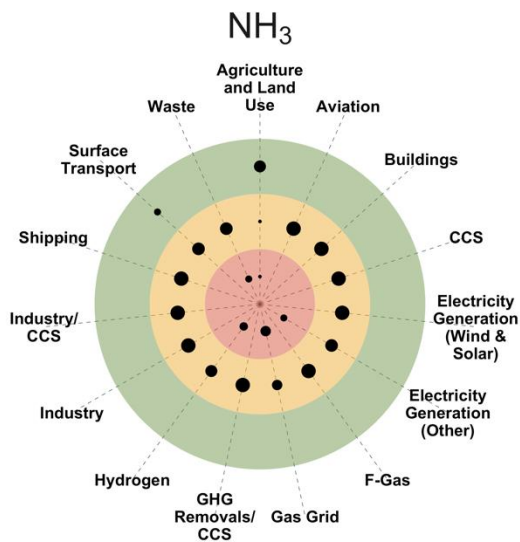 NH₃
Agriculture
and Land
Use
Waste
Aviation
Surface
Transport
Buildings
Shipping
CCS
Industry/
CCS
Electricity
Generation
(Wind &
Solar)
Industry
Electricity
Generation
(Other)
Hydrogen
F-Gas
GHG
Removals/
CCS
Gas Grid